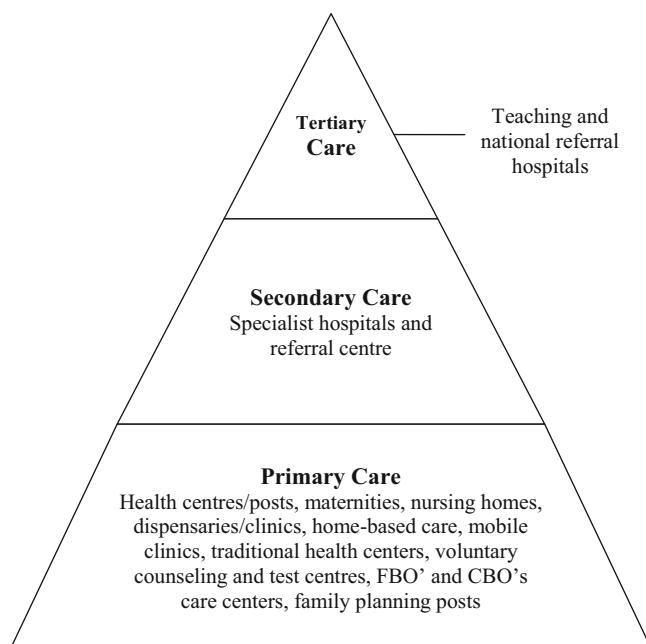 Tertiary
Care
Teaching and
national referral
hospitals
Secondary Care
Specialist hospitals and
referral centre
Primary Care
Health centres/posts, maternities, nursing homes,
dispensaries/clinics, home-based care, mobile
clinics, traditional health centers, voluntary
counseling and test centres, FBO’ and CBO’s
care centers, family planning posts